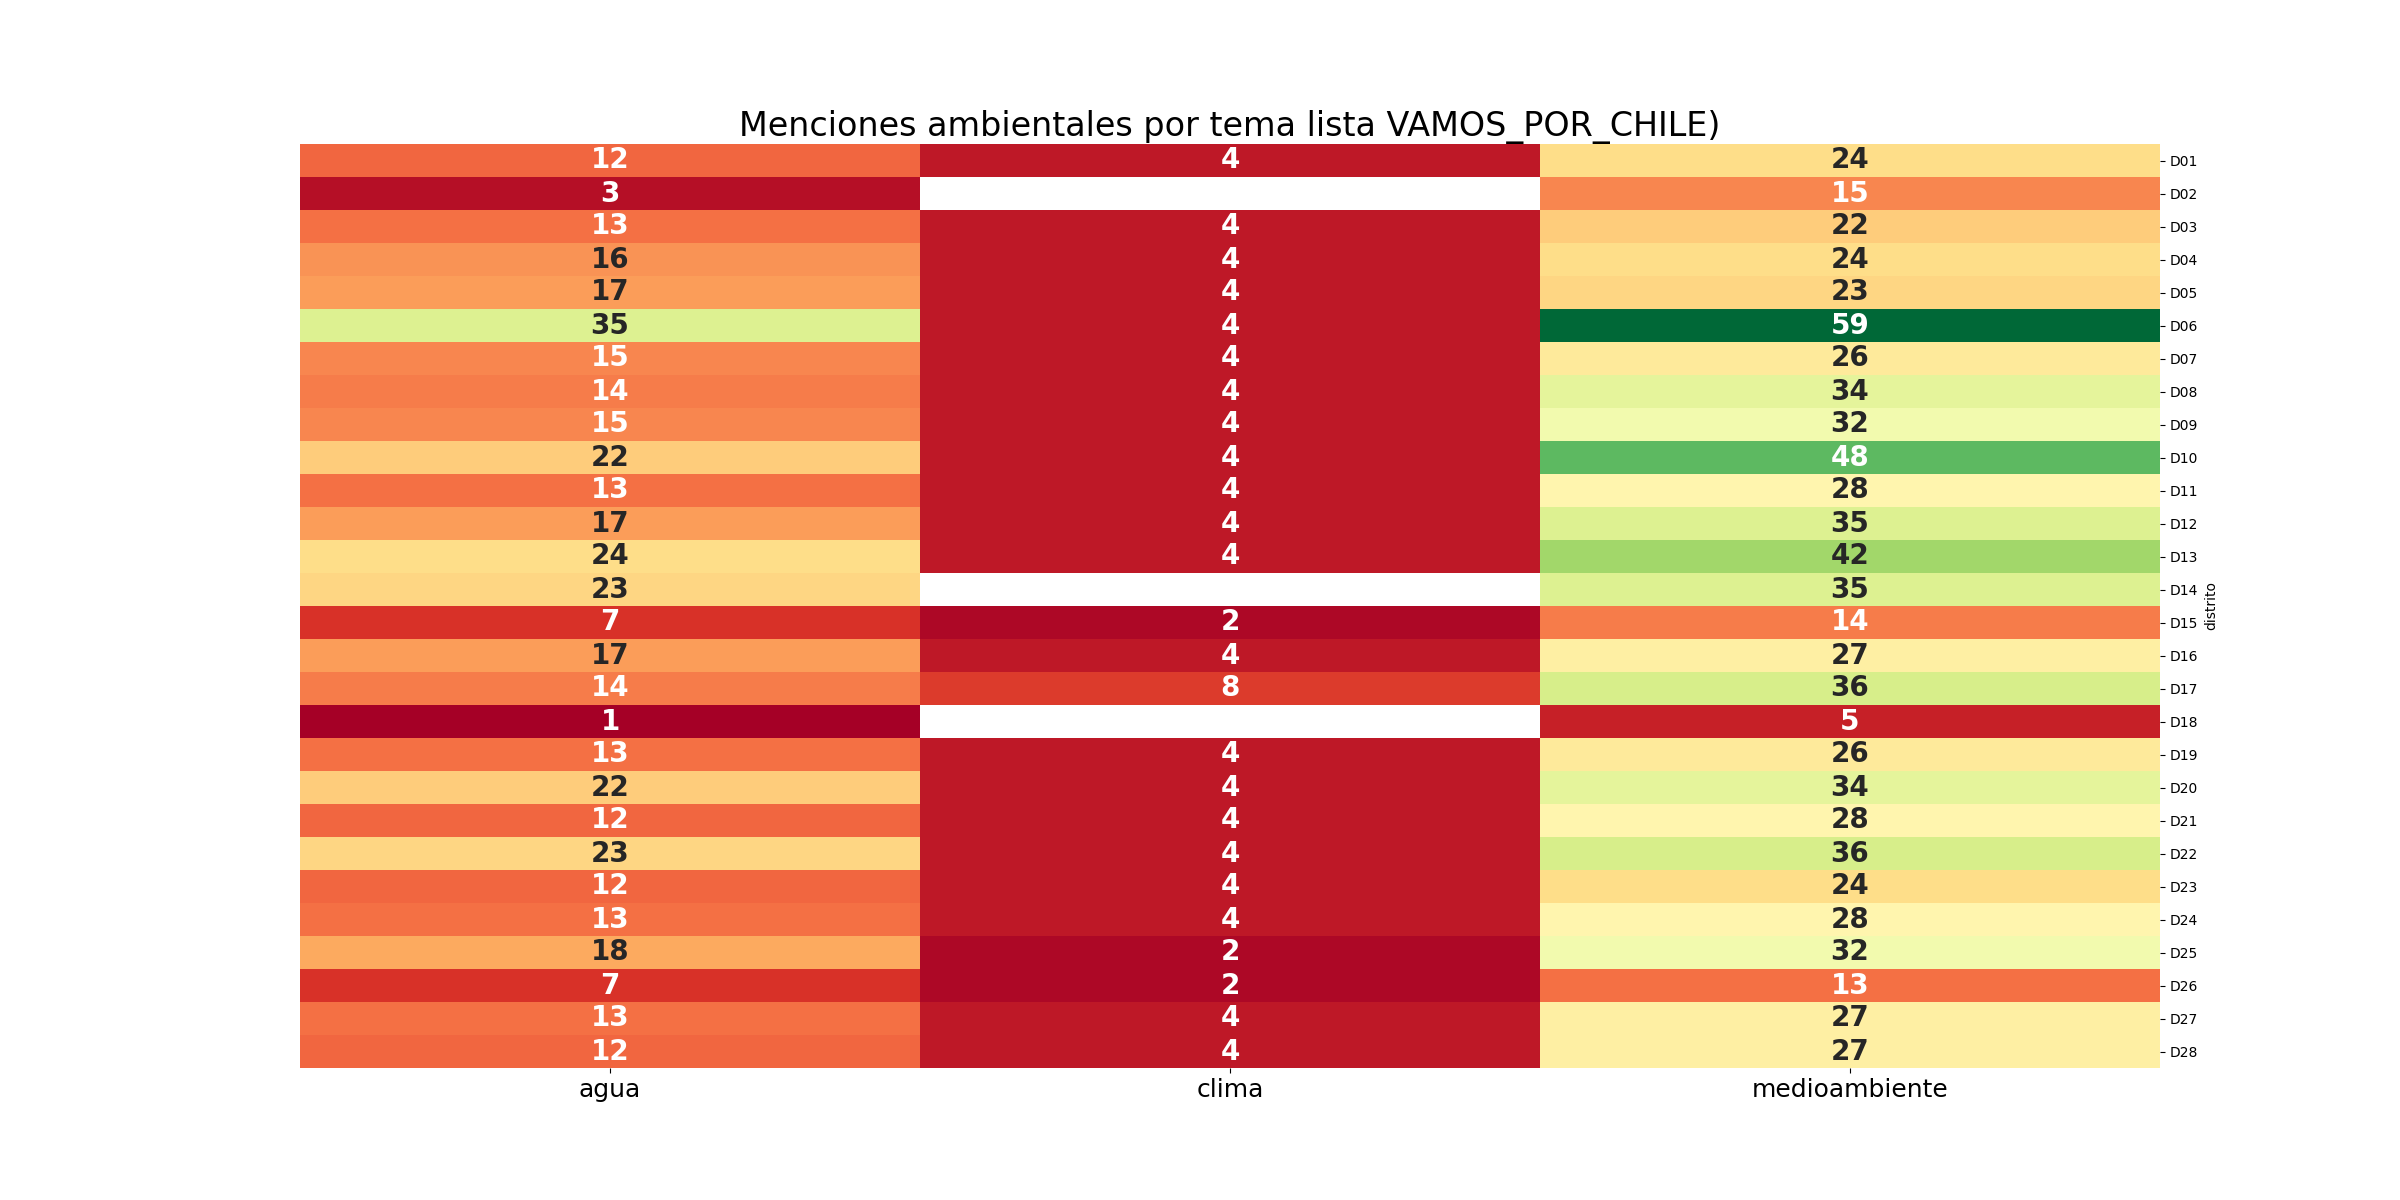 Menciones ambientales por tema lista VAMOS_POR_CHILE)
12 4 24 D01
3 15 D02
13 4 22 D03
16 4 24 D04
17 4 23 D05
35 4 59 D06
15 4 26 D07
14 4 34 D08
15 4 32 D09
22 4 48 D10
13 4 28 D11
17 4 35 D12
24 4 42 D13
23 35 D14
distrito
7 2 14 D15
17 4 27 D16
14 8 36 D17
1 5 D18
13 4 26 D19
22 4 34 D20
12 4 28 D21
23 4 36 D22
12 4 24 D23
13 4 28 D24
18 2 32 D25
7 2 13 D26
13 4 27 D27
12 4 27 D28
agua clima medioambiente